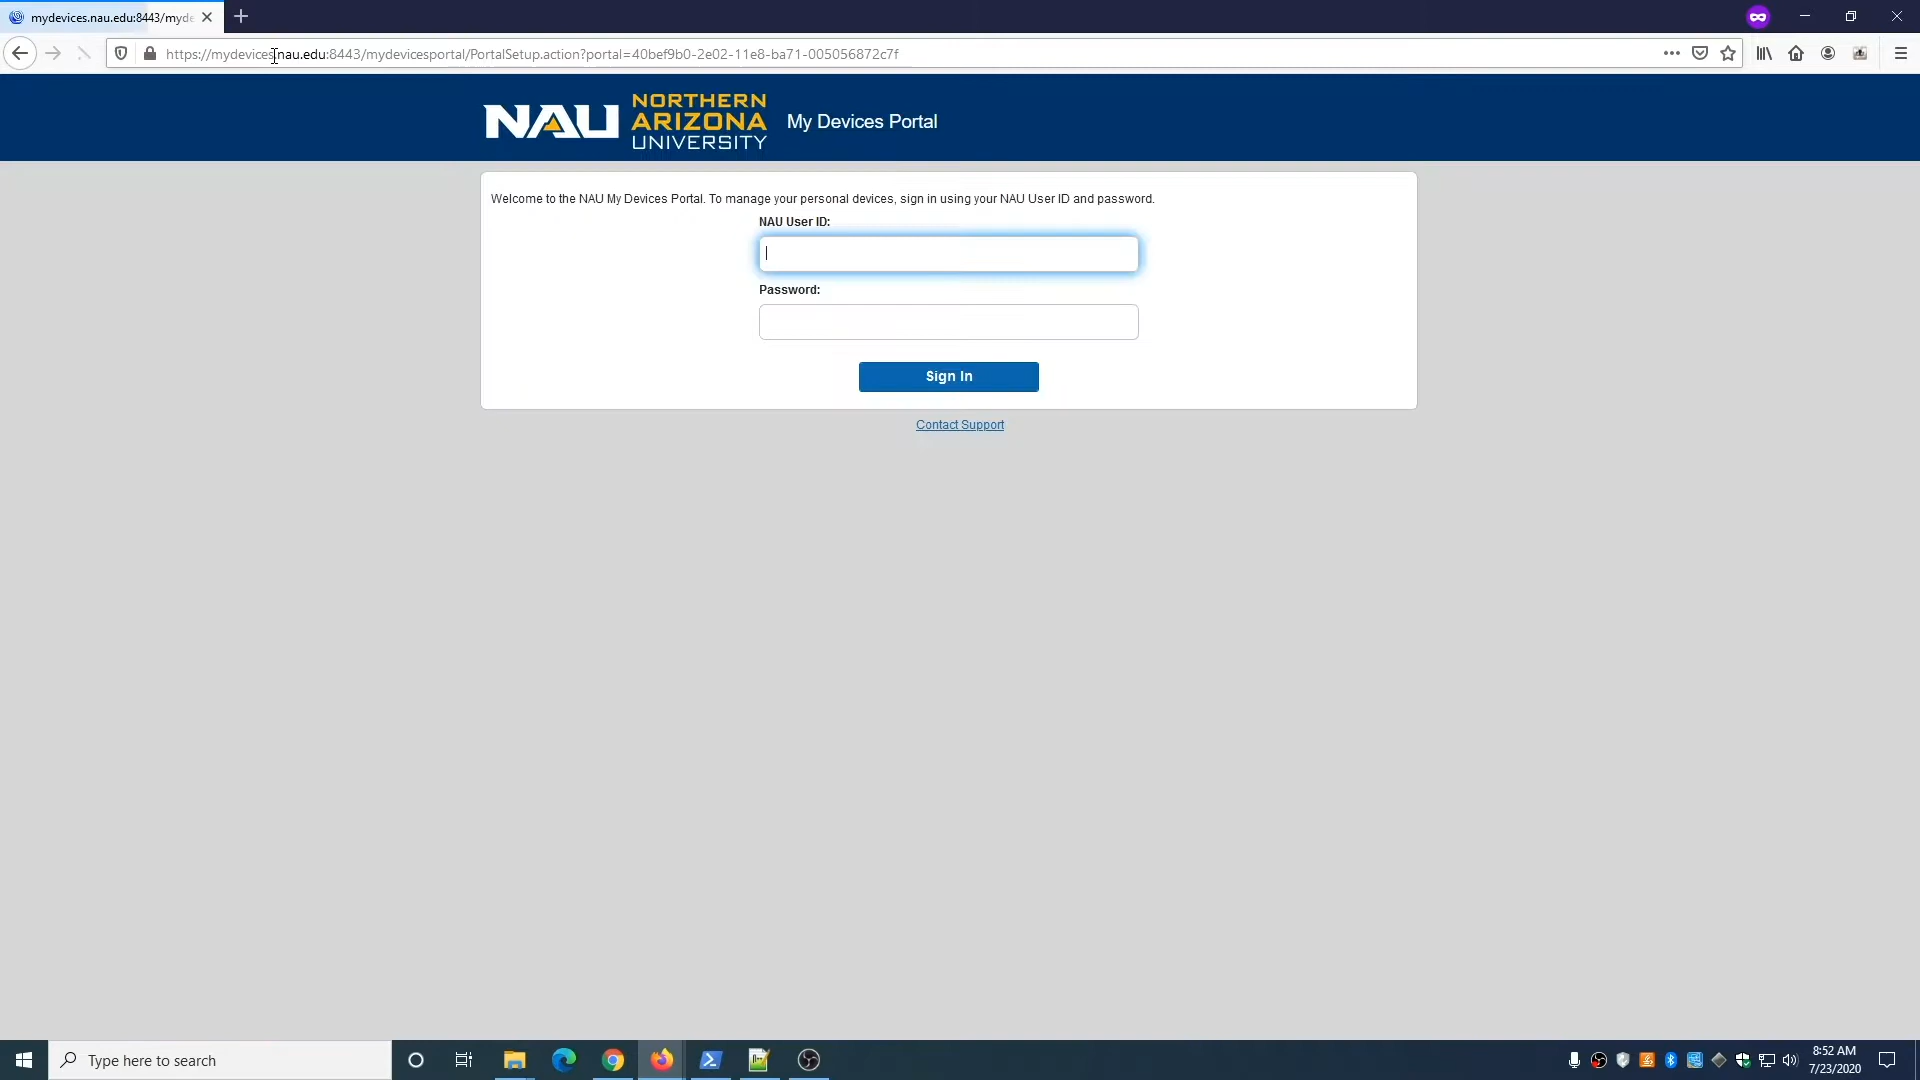 mydevices.nau.edu:8443/myde
https://mydevices.nau.edu:8443/mydevicesportal/PortalSetup.action?portal=40bef9b0-2e02-11e8-ba71-005056872c7f
NAU
NORTHERN
ARIZONA
UNIVERSITY
My Devices Portal
Welcome to the NAU My Devices Portal. To manage your personal devices, sign in using your NAU User ID and password.
NAU User ID:
Password:
Sign In
Contact Support
Type here to search
8:52 AM
7/23/2020